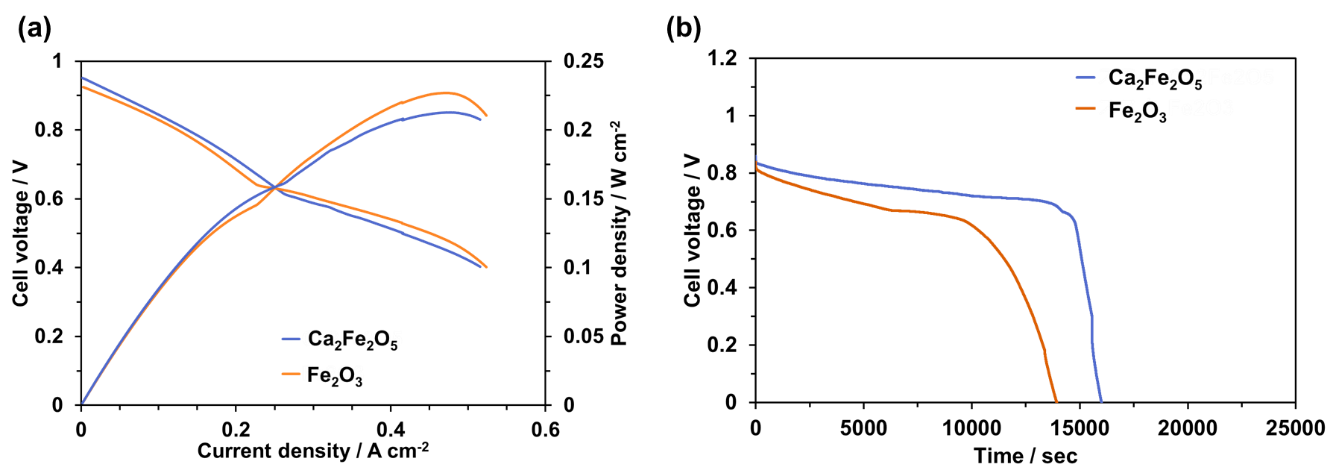 (a)
Cell voltage / V
1
0.8
0.6
0.4
0.2
0
0.25
0.2
0.15
0.1
0.05
0
Power density / W cm⁻²
Ca₂Fe₂O₅
Fe₂O₃
0
0.2
0.4
0.6
Current density / A cm⁻²
(b)
Cell voltage / V
1.2
1
0.8
0.6
0.4
0.2
0
Ca₂Fe₂O₅
Fe₂O₃
0
5000
10000
15000
20000
25000
Time / sec